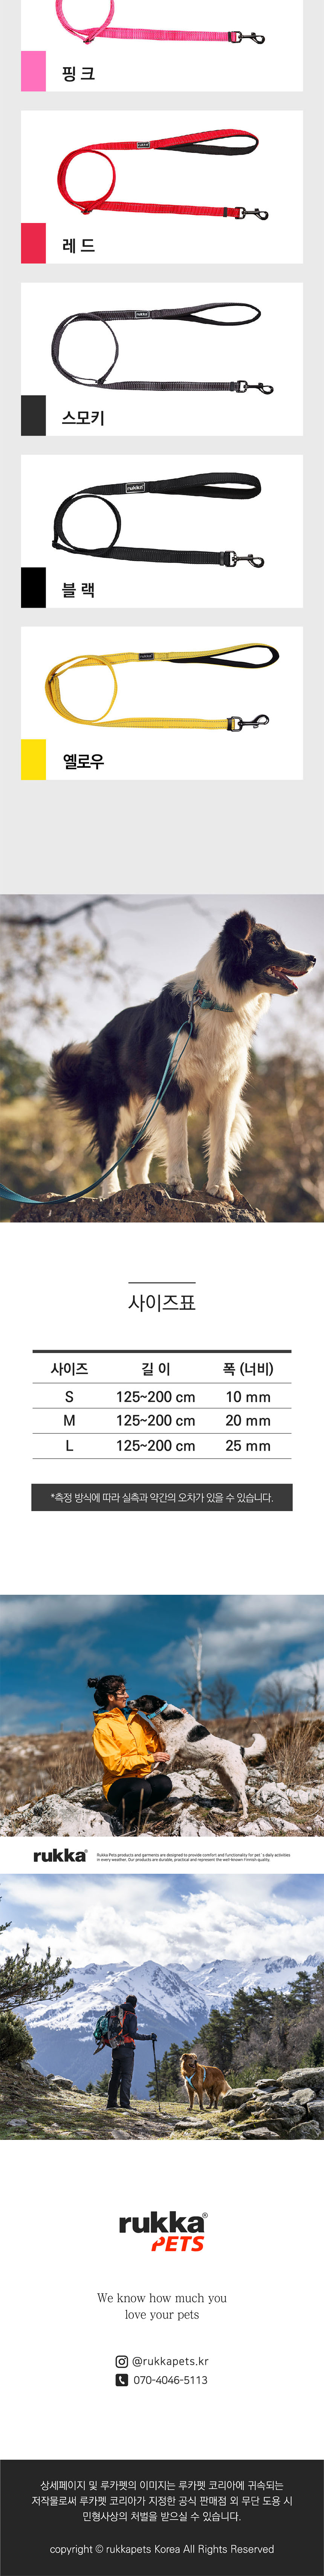 핑 크
rukka
레 드
rukka
스모키
rukka
블 랙
rukka
옐로우
사이즈표
사이즈 길 이 폭 (너비)
S 125~200 cm 10 mm
M 125~200 cm 20 mm
L 125~200 cm 25 mm
*측정 방식에 따라 실측과 약간의 오차가 있을 수 있습니다.
rukka®
Rukka Pets products and garments are designed to provide comfort and functionality for pet`s daily activities
in every weather. Our products are durable, practical and represent the well-known Finnish quality.
rukka®
PETS
We know how much you
love your pets
@rukkapets.kr
070-4046-5113
상세페이지 및 루카펫의 이미지는 루카펫 코리아에 귀속되는
저작물로써 루카펫 코리아가 지정한 공식 판매점 외 무단 도용 시
민형사상의 처벌을 받으실 수 있습니다.
copyright © rukkapets Korea All Rights Reserved